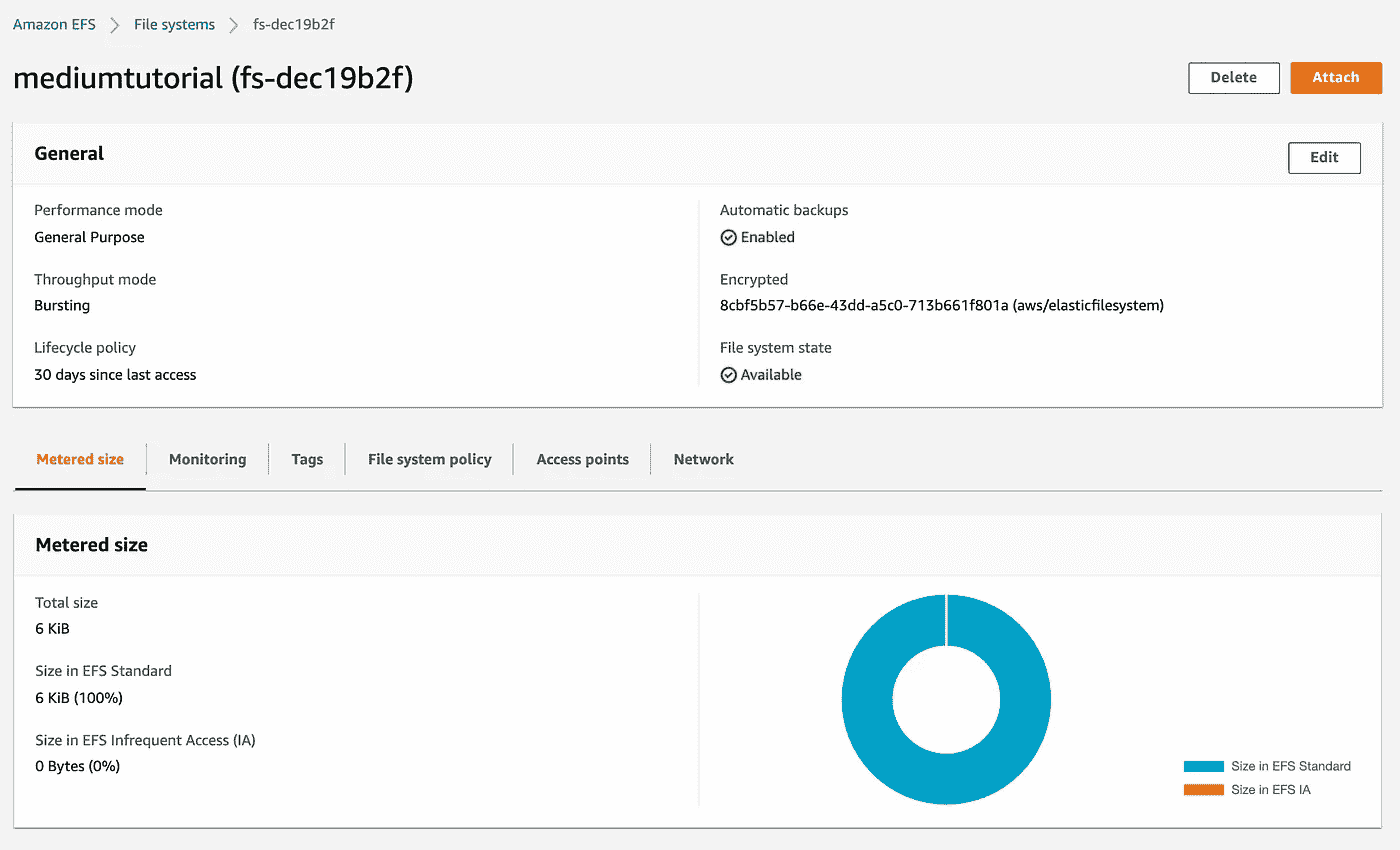 Amazon EFS > File systems > fs-dec19b2f
mediumtutorial (fs-dec19b2f)
Delete
Attach
General
Edit
Performance mode
General Purpose
Throughput mode
Bursting
Lifecycle policy
30 days since last access
Automatic backups
Enabled
Encrypted
8cbf5b57-b66e-43dd-a5c0-713b661f801a (aws/elasticfilesystem)
File system state
Available
Metered size
Monitoring
Tags
File system policy
Access points
Network
Metered size
Total size
6 KiB
Size in EFS Standard
6 KiB (100%)
Size in EFS Infrequent Access (IA)
0 Bytes (0%)
Size in EFS Standard
Size in EFS IA